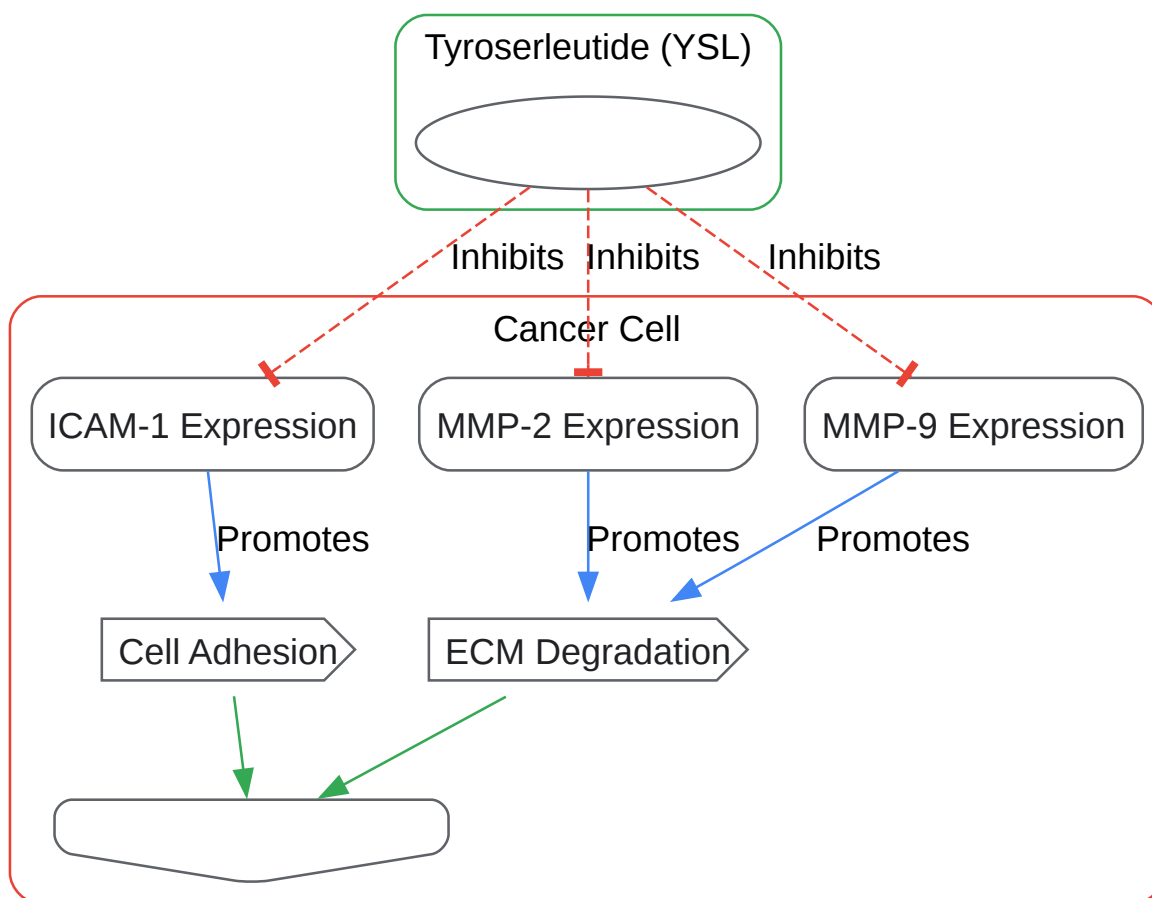 Tyroserleutide (YSL)
Inhibits
Inhibits
Inhibits
Cancer Cell
ICAM-1 Expression
MMP-2 Expression
MMP-9 Expression
Promotes
Promotes
Promotes
Cell Adhesion
ECM Degradation